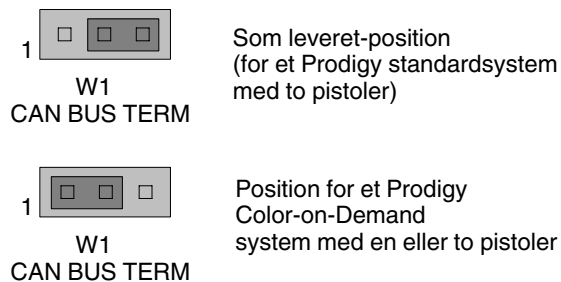 1
W1
CAN BUS TERM
Som leveret-position
(for et Prodigy standardsystem
med to pistoler)
1
W1
CAN BUS TERM
Position for et Prodigy
Color-on-Demand
system med en eller to pistoler